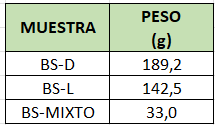 MUESTRA PESO
(g)
BS-D 189,2
BS-L 142,5
BS-MIXTO 33,0